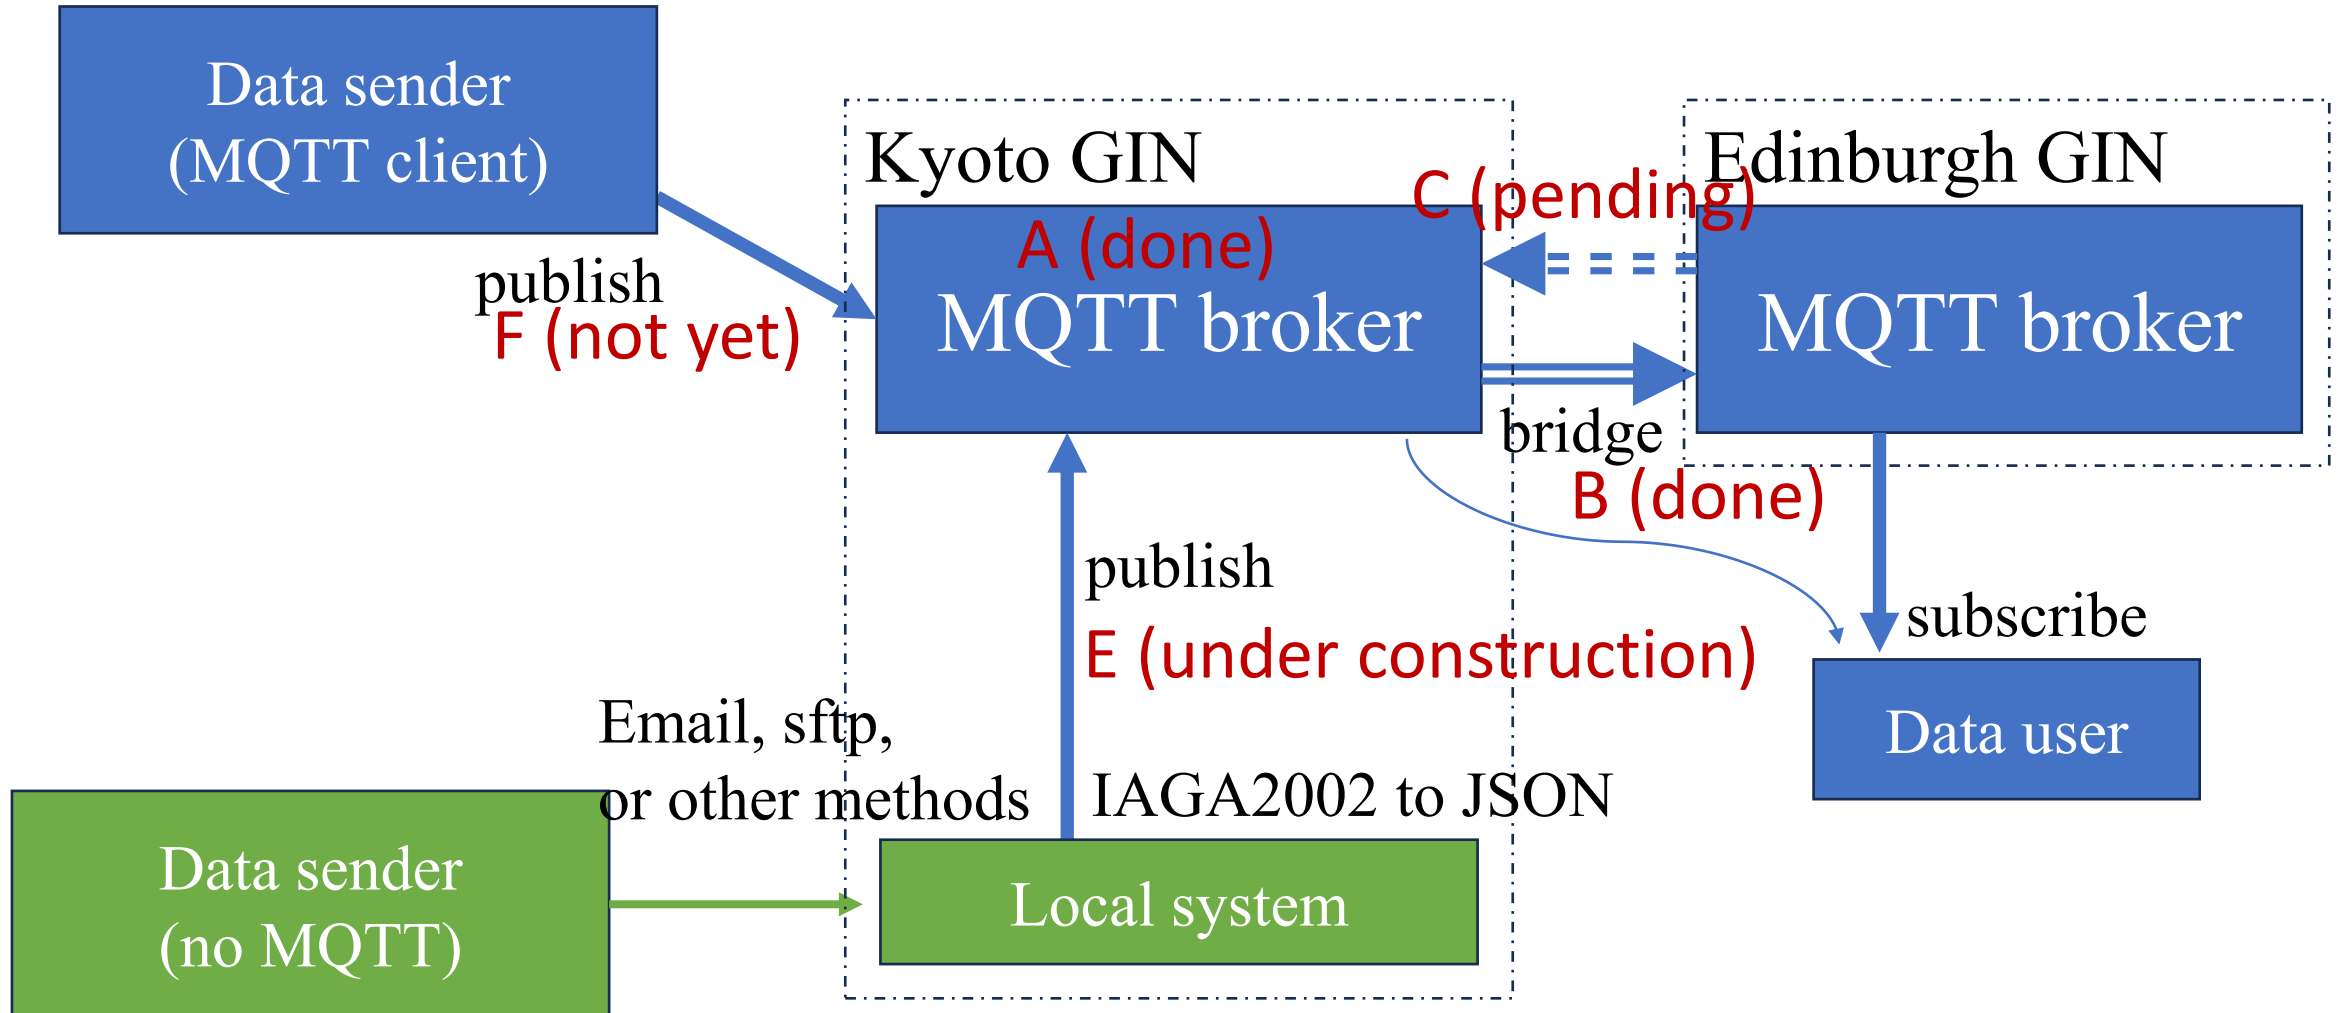 Data sender
(MQTT client)
publish
F (not yet)
Kyoto GIN
A (done)
MQTT broker
C (pending)
Edinburgh GIN
MQTT broker
bridge
B (done)
publish
E (under construction)
subscribe
Data user
Email, sftp,
or other methods
IAGA2002 to JSON
Data sender
(no MQTT)
Local system